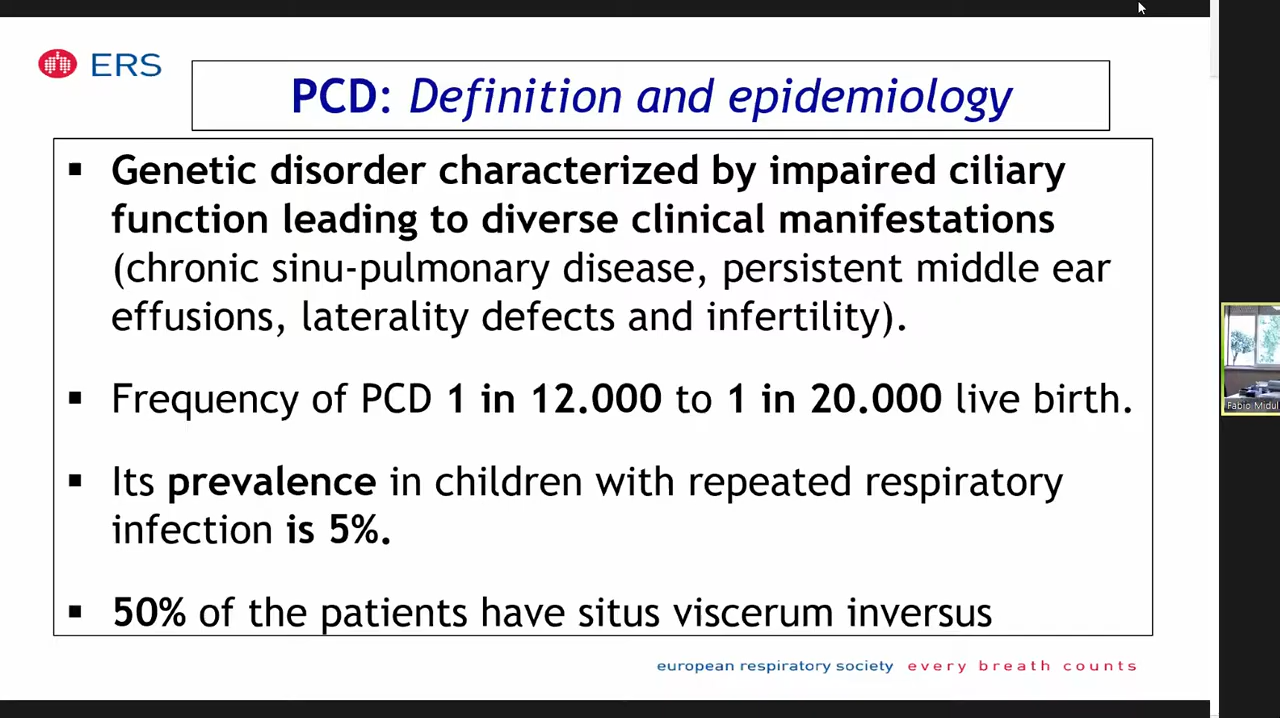 ERS
PCD: Definition and epidemiology
▪ Genetic disorder characterized by impaired ciliary
function leading to diverse clinical manifestations
(chronic sinu-pulmonary disease, persistent middle ear
effusions, laterality defects and infertility).
▪ Frequency of PCD 1 in 12.000 to 1 in 20.000 live birth.
▪ Its prevalence in children with repeated respiratory
infection is 5%.
▪ 50% of the patients have situs viscerum inversus
european respiratory society every breath counts
Fabio Midul